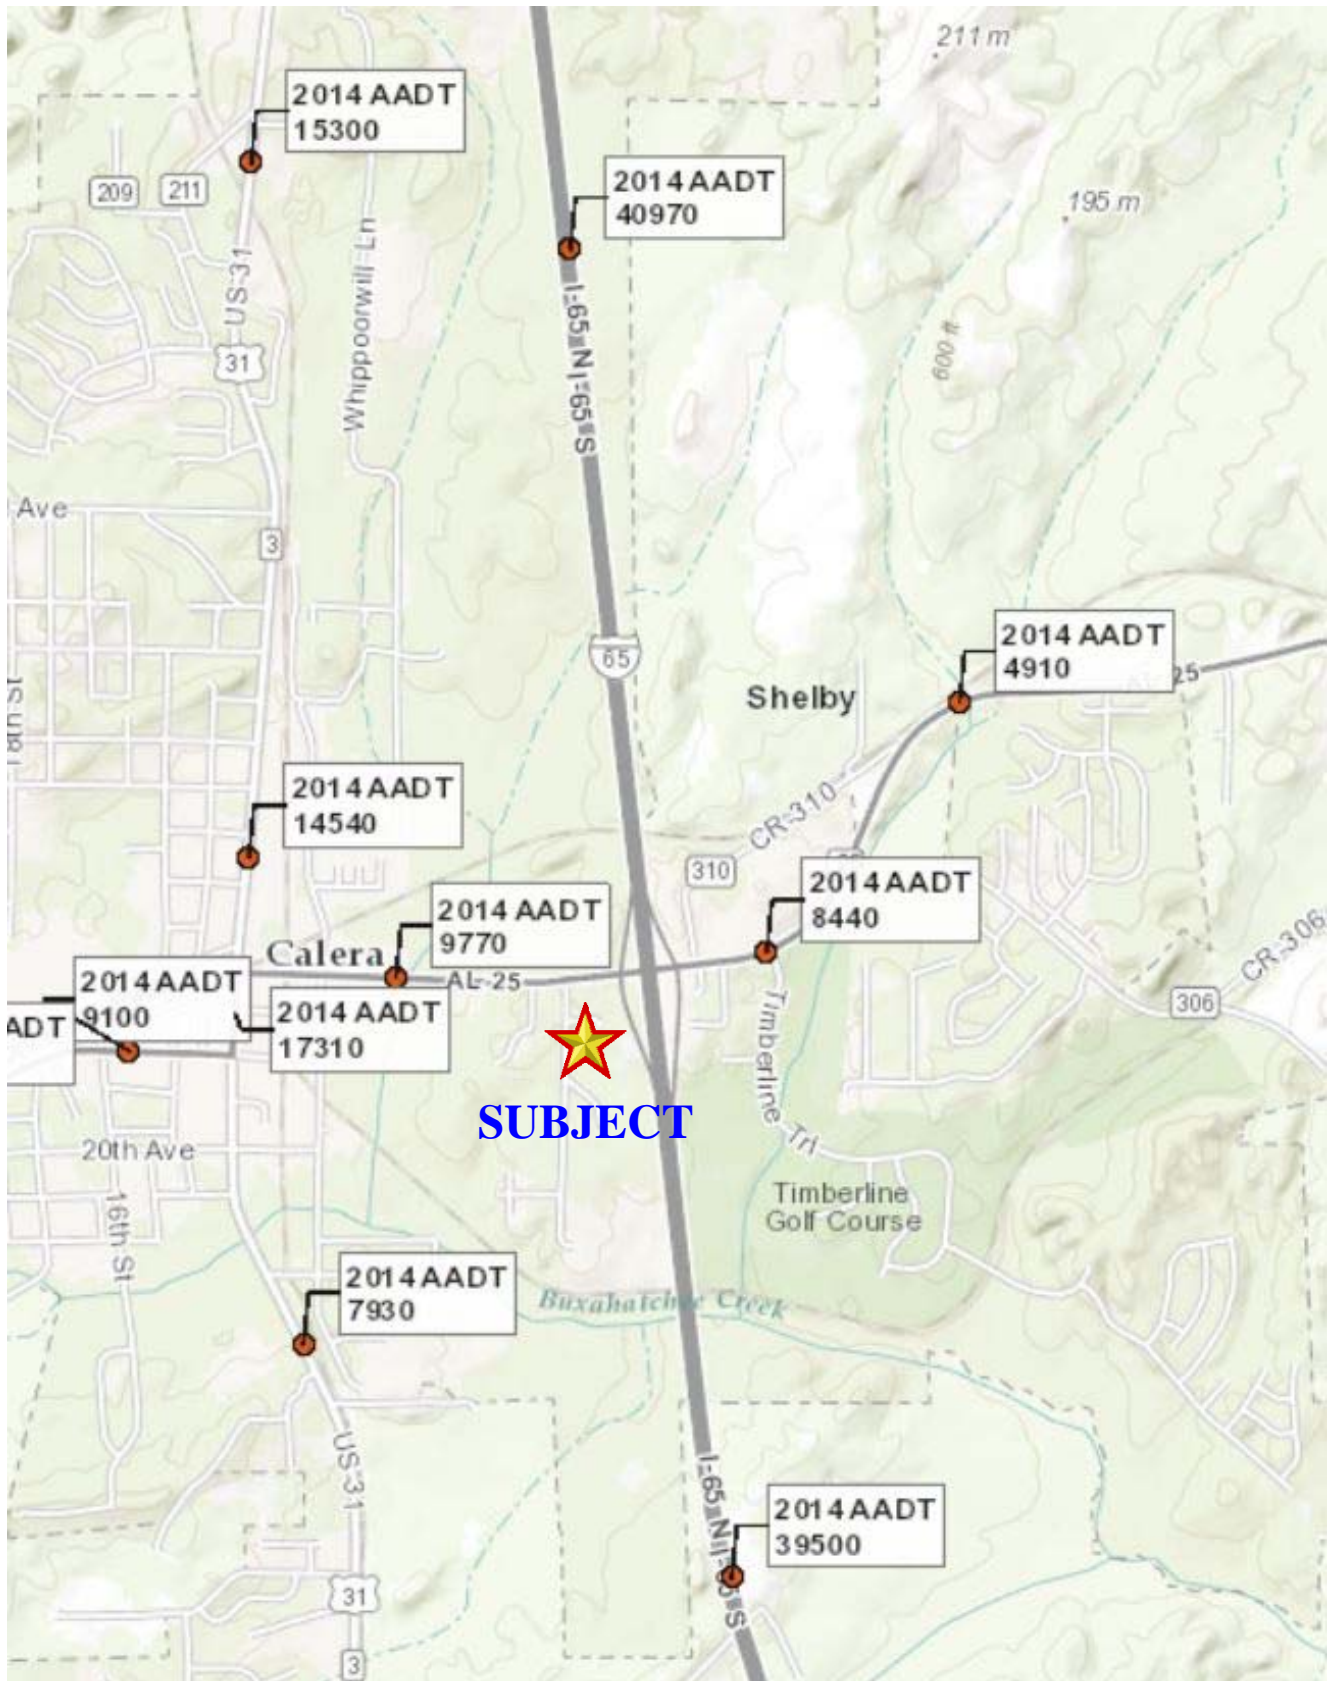 211 m
2014 AADT
15300
2014 AADT
40970
209
211
195 m
US-31
Whippoorwill Ln
I-65 N I-65 S
31
600 ft
Ave
3
2014 AADT
4910
65
25
Shelby
18th St
2014 AADT
14540
CR-310
310
2014 AADT
8440
2014 AADT
9770
Calera
AL-25
CR-306
2014 AADT
9100
306
ADT
2014 AADT
17310
Timberline Trl
SUBJECT
20th Ave
16th St
Timberline
Golf Course
2014 AADT
7930
Buxahatchee Creek
US-31
2014 AADT
39500
31
3